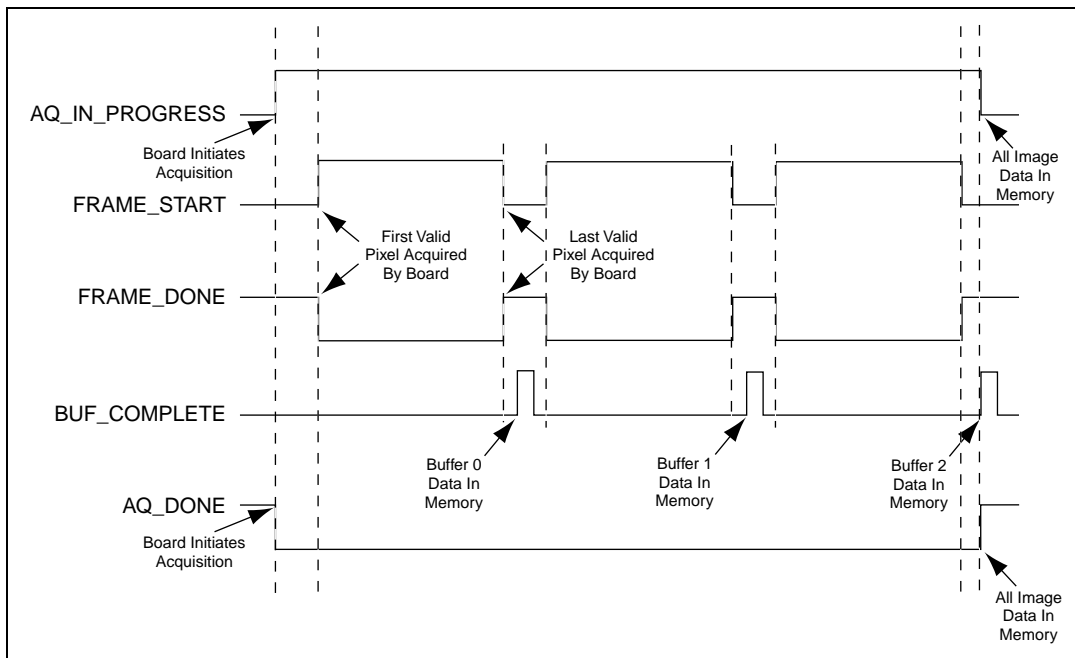 AQ_IN_PROGRESS
Board Initiates
Acquisition
All Image
Data In
Memory
FRAME_START
First Valid
Pixel Acquired
By Board
Last Valid
Pixel Acquired
By Board
FRAME_DONE
BUF_COMPLETE
Buffer 0
Data In
Memory
Buffer 1
Data In
Memory
Buffer 2
Data In
Memory
AQ_DONE
Board Initiates
Acquisition
All Image
Data In
Memory